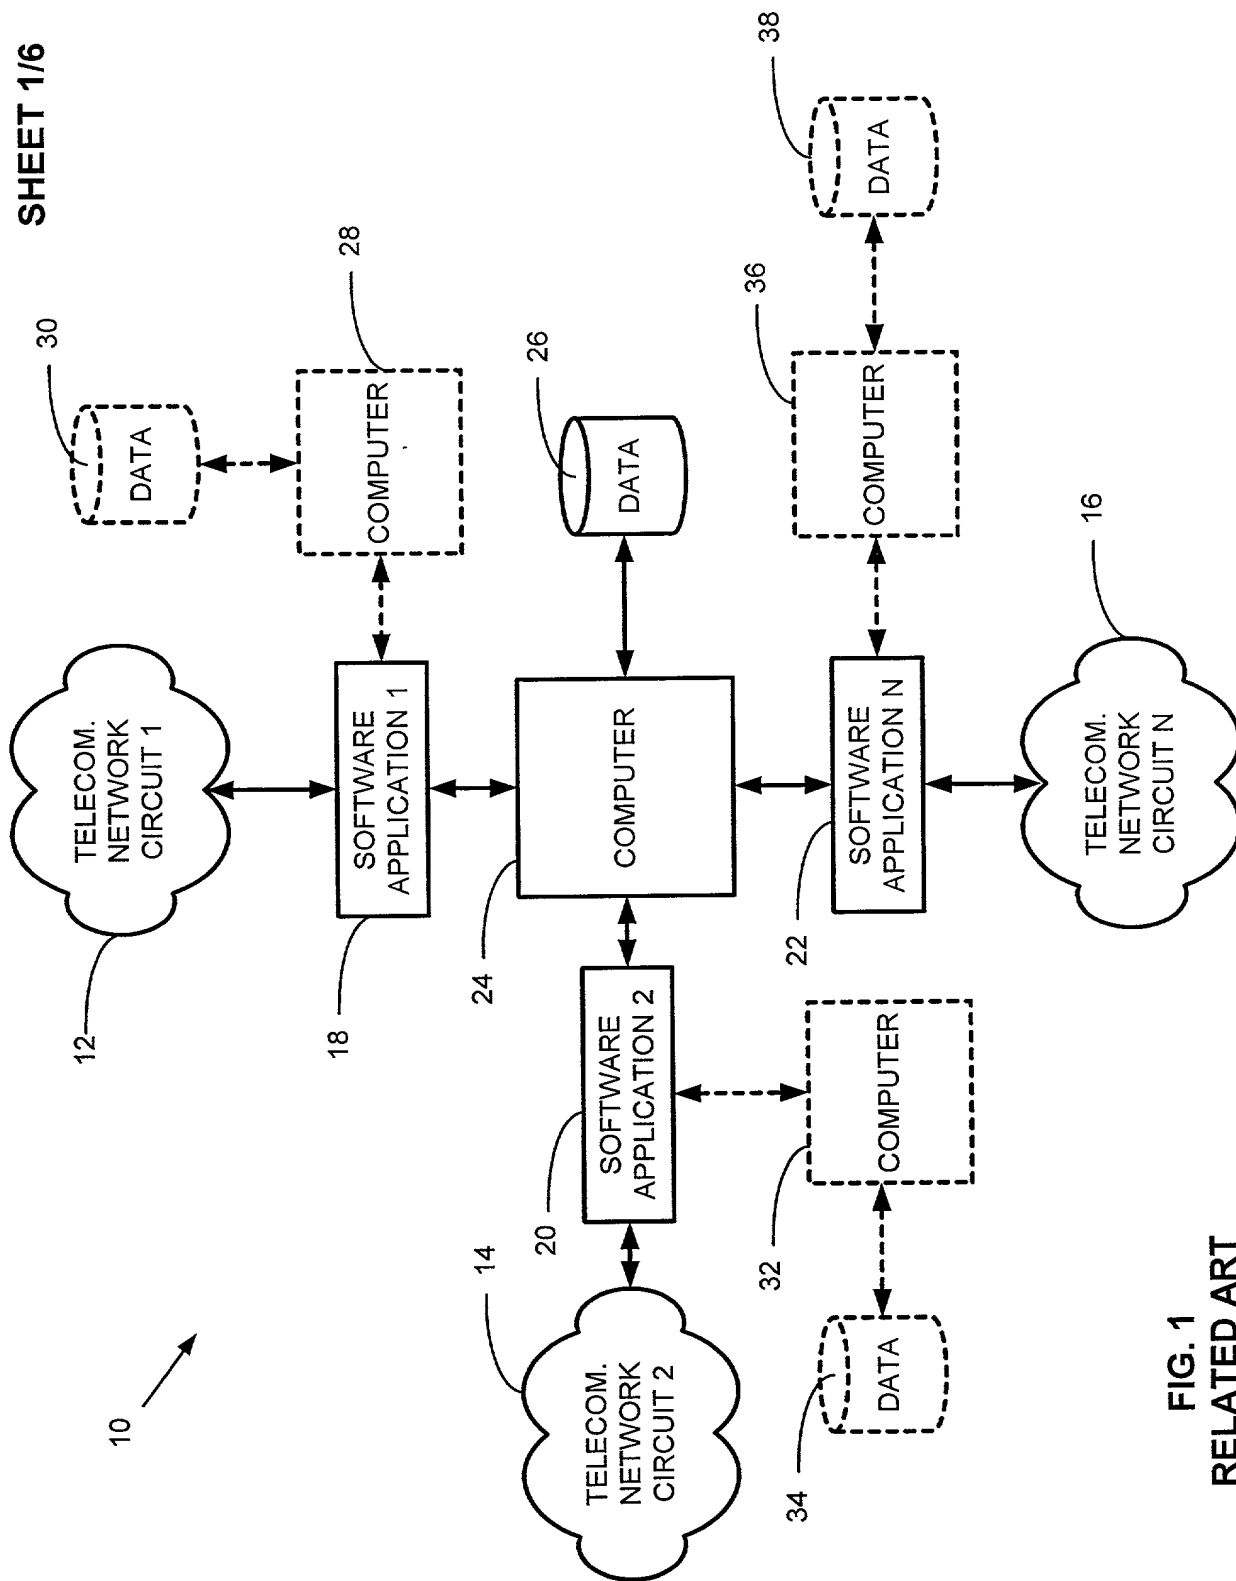 SHEET 1/6
10
12
TELECOM.
NETWORK
CIRCUIT 1
30
DATA
18
SOFTWARE
APPLICATION 1
28
COMPUTER
14
TELECOM.
NETWORK
CIRCUIT 2
20
SOFTWARE
APPLICATION 2
24
COMPUTER
26
DATA
34
DATA
32
COMPUTER
22
SOFTWARE
APPLICATION N
36
COMPUTER
38
DATA
16
TELECOM.
NETWORK
CIRCUIT N
FIG. 1
RELATED ART